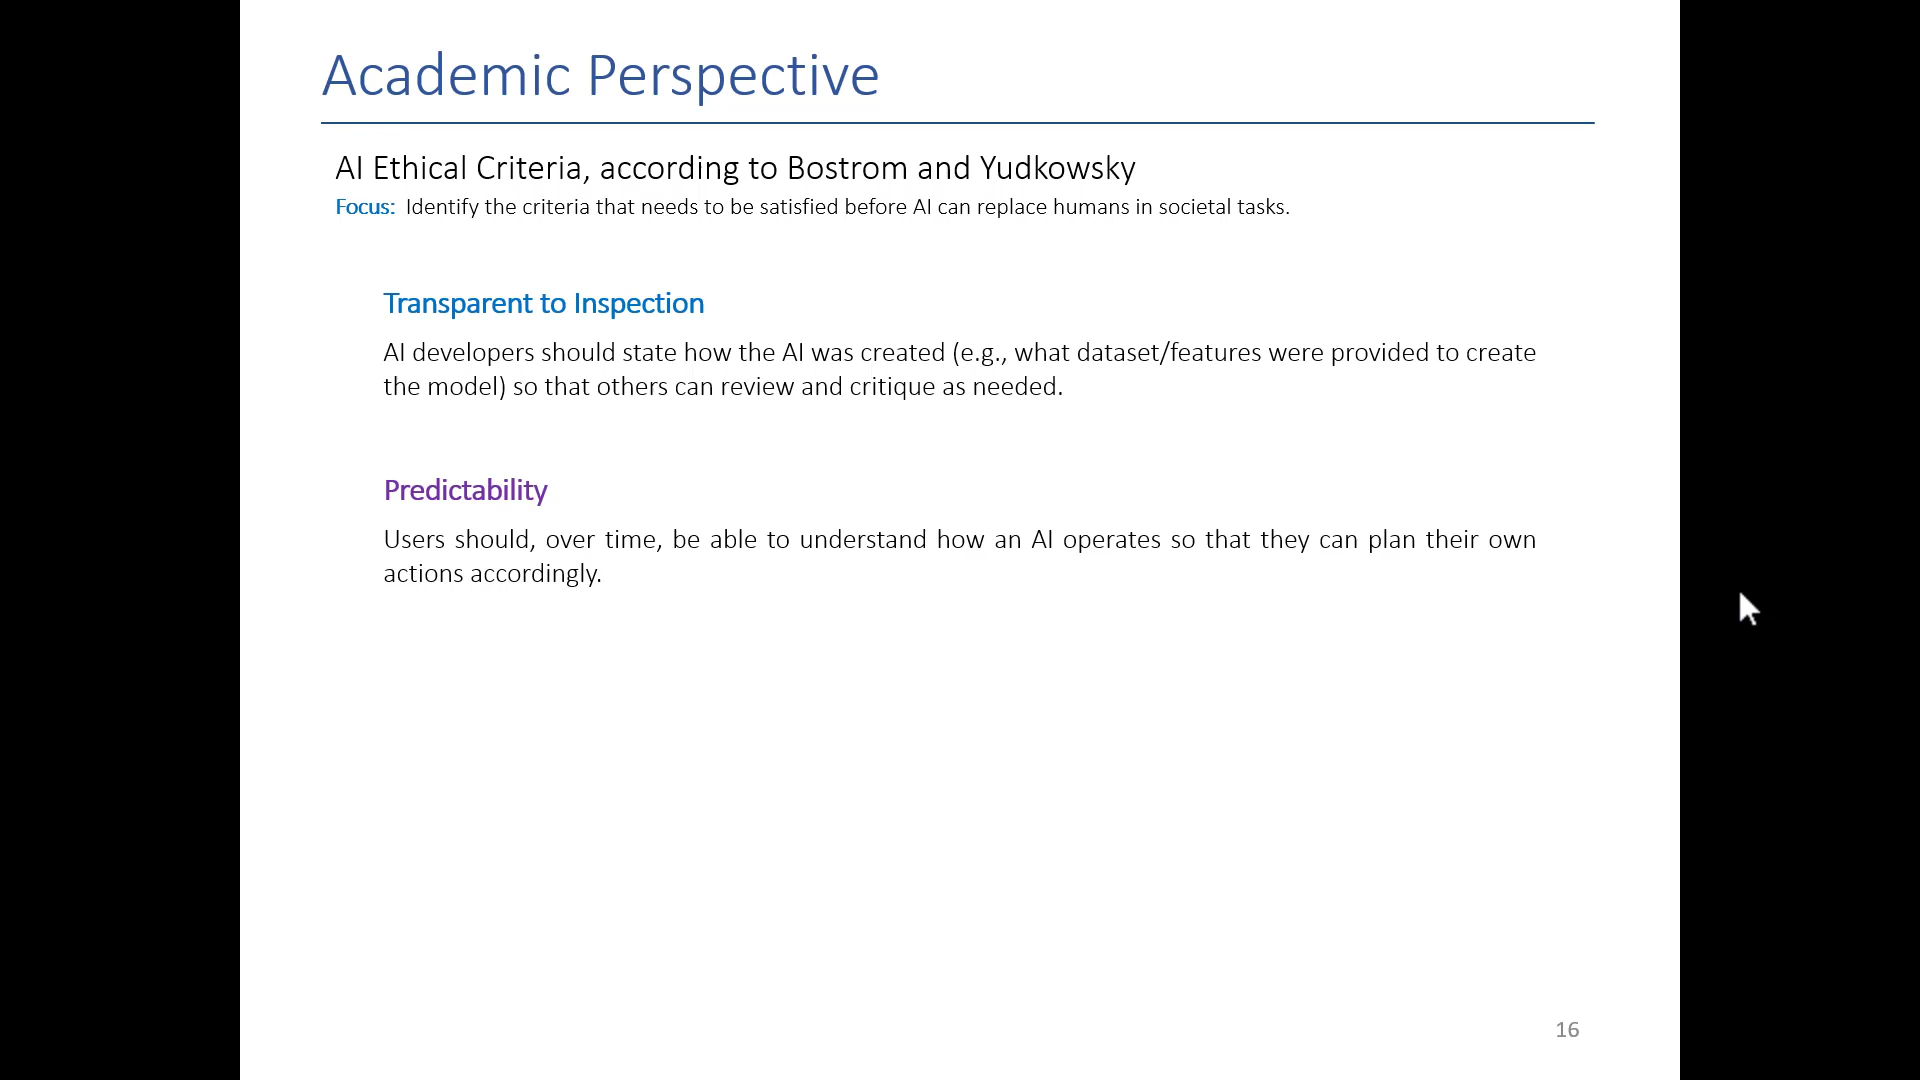 Academic Perspective
AI Ethical Criteria, according to Bostrom and Yudkowsky
Focus: Identify the criteria that needs to be satisfied before AI can replace humans in societal tasks.
Transparent to Inspection
AI developers should state how the AI was created (e.g., what dataset/features were provided to create
the model) so that others can review and critique as needed.
Predictability
Users should, over time, be able to understand how an AI operates so that they can plan their own
actions accordingly.
16